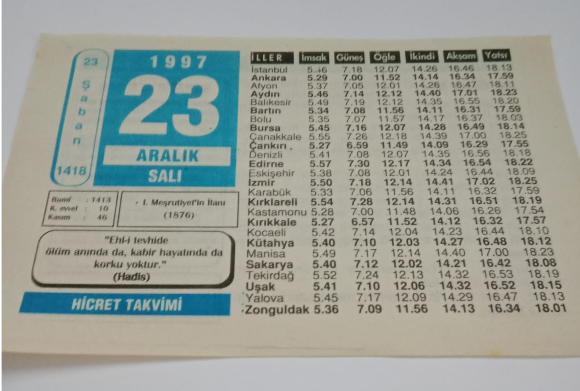 23
Şaban
1418
1997
23
ARALIK
SALI
Rumî : 1413
K. evvel : 10
Kasım : 46
· I. Meşrutiyet'in İlanı
(1876)
"Ehl-i tevhide
ölüm anında da, kabir hayatında da
korku yoktur."
(Hadis)
HİCRET TAKVİMİ
İLLER İmsak Güneş Öğle İkindi Akşam Yatsı
İstanbul 5.46 7.18 12.07 14.26 16.46 18.13
Ankara 5.29 7.00 11.52 14.14 16.34 17.59
Afyon 5.37 7.05 12.01 14.26 16.47 18.11
Aydın 5.46 7.14 12.12 14.40 17.01 18.23
Balıkesir 5.49 7.19 12.12 14.35 16.55 18.20
Bartın 5.34 7.08 11.56 14.11 16.31 17.59
Bolu 5.35 7.07 11.57 14.17 16.37 18.03
Bursa 5.45 7.16 12.07 14.28 16.49 18.14
Çanakkale 5.55 7.26 12.18 14.39 17.00 18.25
Çankırı 5.27 6.59 11.49 14.09 16.29 17.55
Denizli 5.41 7.08 12.07 14.35 16.56 18.18
Edirne 5.57 7.30 12.17 14.34 16.54 18.22
Eskişehir 5.38 7.08 12.01 14.24 16.44 18.09
İzmir 5.50 7.18 12.14 14.41 17.02 18.25
Karabük 5.33 7.06 11.56 14.11 16.32 17.59
Kırklareli 5.54 7.28 12.14 14.31 16.51 18.19
Kastamonu 5.28 7.00 11.48 14.06 16.26 17.54
Kırıkkale 5.27 6.57 11.52 14.12 16.32 17.57
Kocaeli 5.42 7.14 12.04 14.23 16.44 18.10
Kütahya 5.40 7.10 12.03 14.27 16.48 18.12
Manisa 5.49 7.17 12.14 14.40 17.00 18.23
Sakarya 5.40 7.12 12.02 14.21 16.42 8.08
Tekirdağ 5.52 7.24 12.13 14.32 16.53 18.19
Uşak 5.41 7.10 12.06 14.32 16.52 18.15
Yalova 5.45 7.17 12.09 14.29 16.47 18.13
Zonguldak 5.36 7.09 11.56 14.13 16.34 18.01